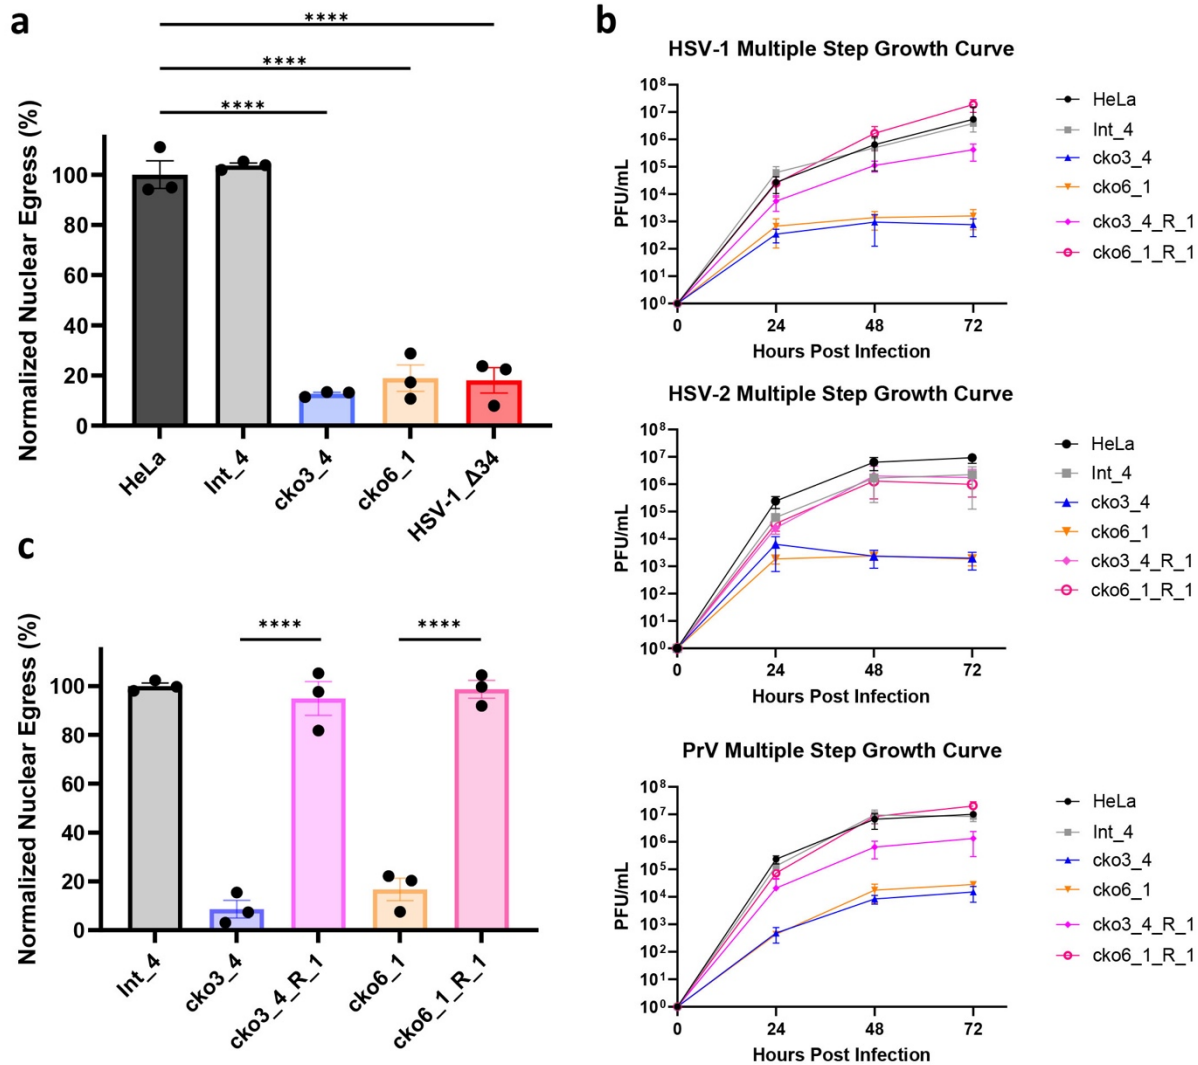 a
****
****
****
Normalized Nuclear Egress (%)
100
80
60
40
20
0
HeLa
Int_4
cko3_4
cko6_1
HSV-1_Δ34
b
HSV-1 Multiple Step Growth Curve
PFU/mL
10⁸
10⁷
10⁶
10⁵
10⁴
10³
10²
10¹
10⁰
0 24 48 72
Hours Post Infection
HeLa
Int_4
cko3_4
cko6_1
cko3_4_R_1
cko6_1_R_1
HSV-2 Multiple Step Growth Curve
PFU/mL
10⁸
10⁷
10⁶
10⁵
10⁴
10³
10²
10¹
10⁰
0 24 48 72
Hours Post Infection
HeLa
Int_4
cko3_4
cko6_1
cko3_4_R_1
cko6_1_R_1
PrV Multiple Step Growth Curve
PFU/mL
10⁸
10⁷
10⁶
10⁵
10⁴
10³
10²
10¹
10⁰
0 24 48 72
Hours Post Infection
HeLa
Int_4
cko3_4
cko6_1
cko3_4_R_1
cko6_1_R_1
c
**** ****
Normalized Nuclear Egress (%)
100
80
60
40
20
0
Int_4
cko3_4
cko3_4_R_1
cko6_1
cko6_1_R_1